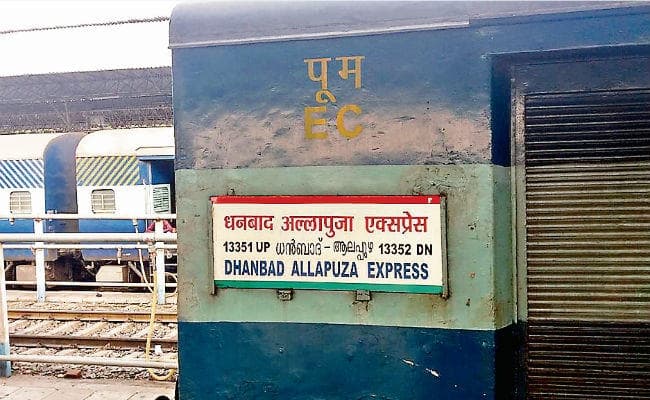 पू म
EC
धनबाद अल्लापुजा एक्सप्रेस
13351 UP ധൻബാദ് - ആലപ്പുഴ 13352 DN
DHANBAD ALLAPUZA EXPRESS